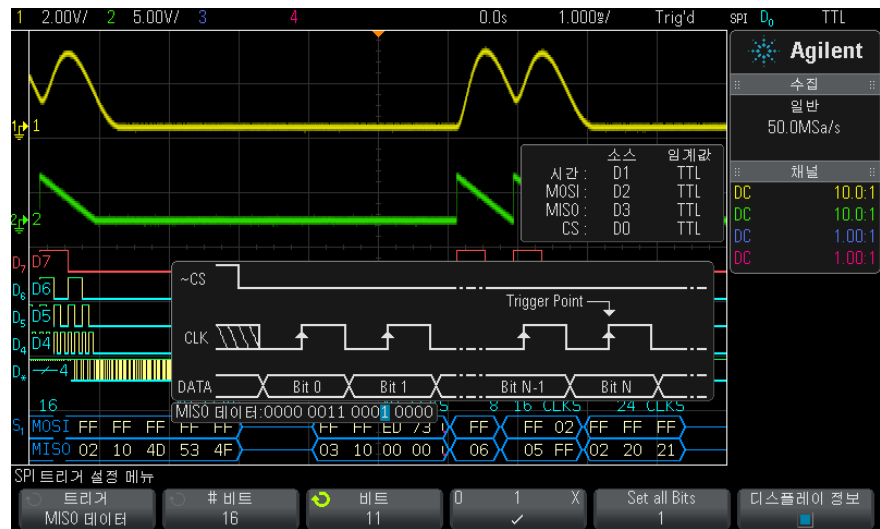 1 2.00V/ 2 5.00V/ 3 4 0.0s 1.000㎳/ Trig'd SPI D0 TTL
Agilent
수집
일반
50.0MSa/s
채널
DC 10.0:1
DC 10.0:1
DC 1.00:1
DC 1.00:1
1
1
2
2
소스 임계값
시간 : D1 TTL
MOSI : D2 TTL
MISO : D3 TTL
CS : D0 TTL
D7 D7
D6 D6
D5 D5
D4 D4
D* 4
~CS
Trigger Point
CLK
DATA Bit 0 Bit 1 Bit N-1 Bit N
MISO 데이터:0000 0011 0001 0000
16 8 16 CLKS 24 CLKS
S1 MOSI FF FF FF FF FF FF FF ED 73 FF FF 02 FF FF FF
MISO 02 10 4D 53 4F 03 10 00 00 06 05 FF 02 20 21
SPI 트리거 설정 메뉴
트리거 # 비트 비트 0 1 X Set all Bits 디스플레이 정보
MISO 데이터 16 11 ✓ 1